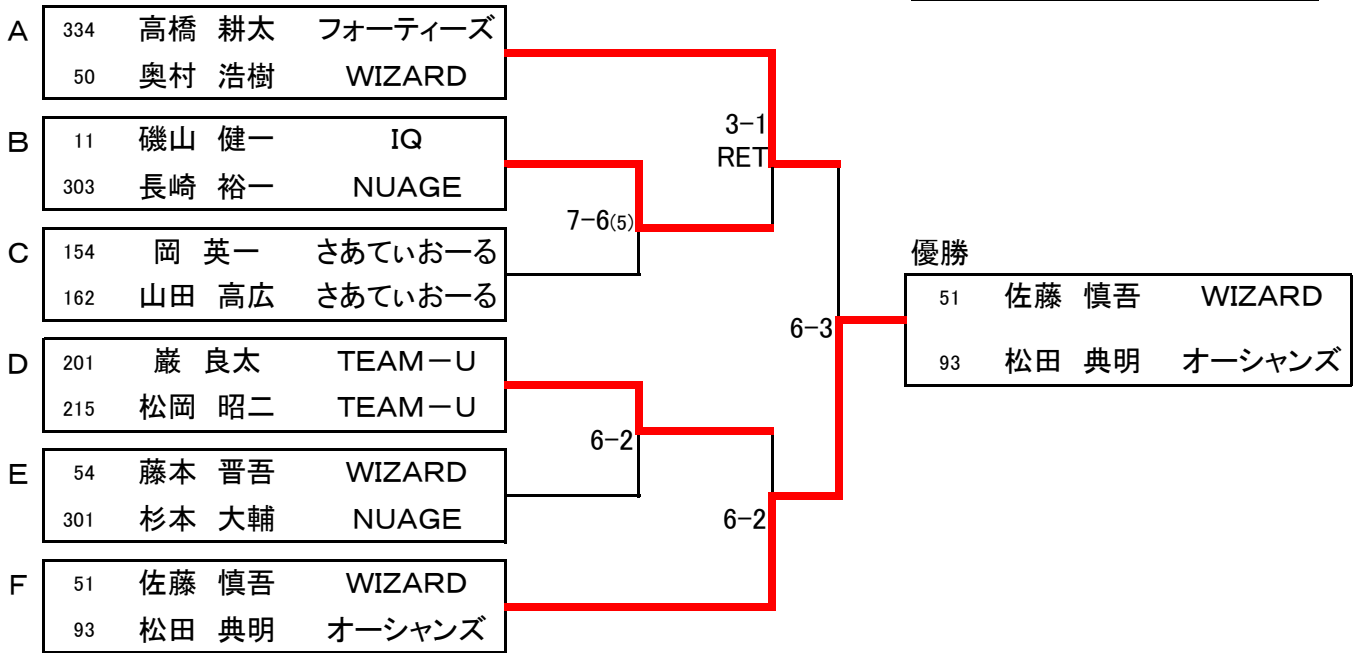 A 334 高橋 耕太 フォーティーズ
50 奥村 浩樹 WIZARD
3-1
RET
B 11 磯山 健一 IQ
303 長崎 裕一 NUAGE
7-6(5)
C 154 岡 英一 さあてぃおーる
162 山田 高広 さあてぃおーる
優勝
51 佐藤 慎吾 WIZARD
93 松田 典明 オーシャンズ
6-3
D 201 巌 良太 TEAM-U
215 松岡 昭二 TEAM-U
6-2
E 54 藤本 晋吾 WIZARD
301 杉本 大輔 NUAGE
6-2
F 51 佐藤 慎吾 WIZARD
93 松田 典明 オーシャンズ